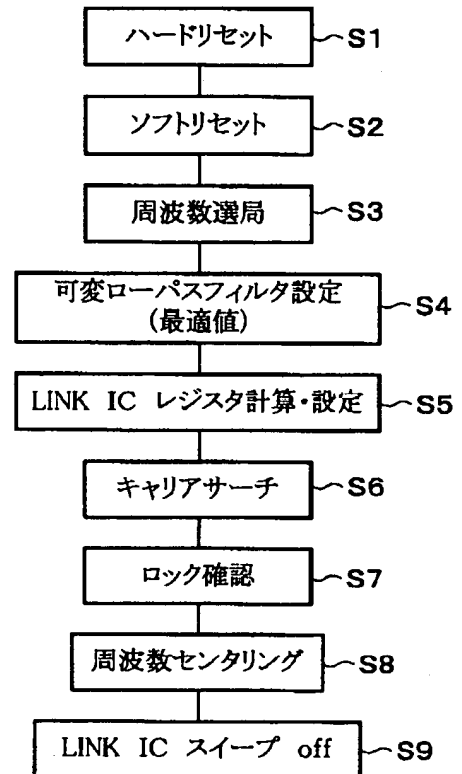 ハードリセット S1
ソフトリセット S2
周波数選局 S3
可変ローパスフィルタ設定
(最適値) S4
LINK IC レジスタ計算・設定 S5
キャリアサーチ S6
ロック確認 S7
周波数センタリング S8
LINK IC スイープ off S9